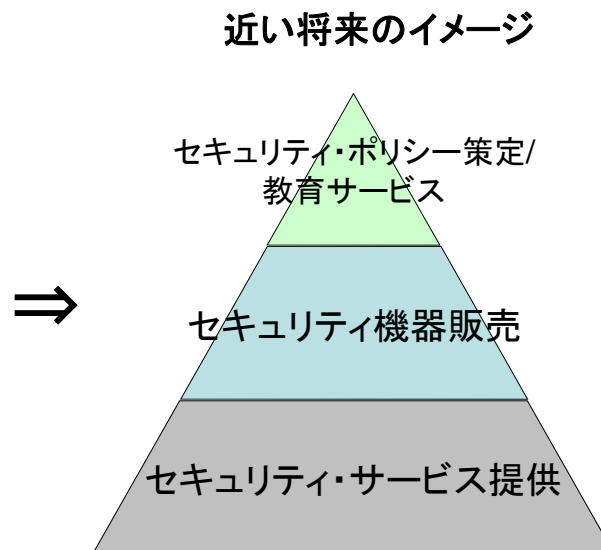 近い将来のイメージ
セキュリティ・ポリシー策定/
教育サービス
⇒
セキュリティ機器販売
セキュリティ・サービス提供